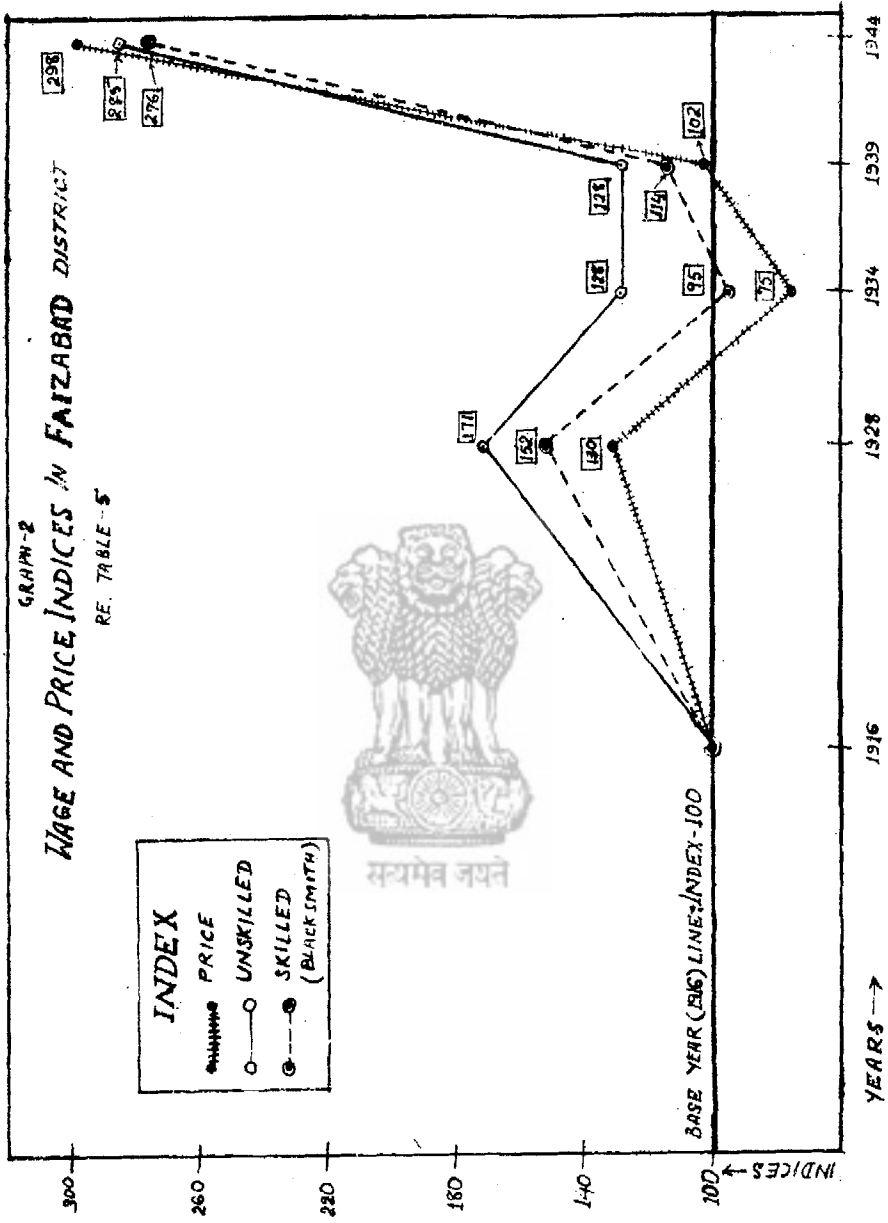 GRAPH-2
WAGE AND PRICE INDICES IN FAIZABAD DISTRICT
RE. TABLE-5
INDEX
PRICE
UNSKILLED
SKILLED
(BLACKSMITH)
300
260
220
180
140
100
INDICES →
298
285
276
171
152
130
128
95
75
128
114
102
BASE YEAR (1916) LINE: INDEX-100
सत्यमेव जयते
1916
1928
1934
1939
1944
YEARS →